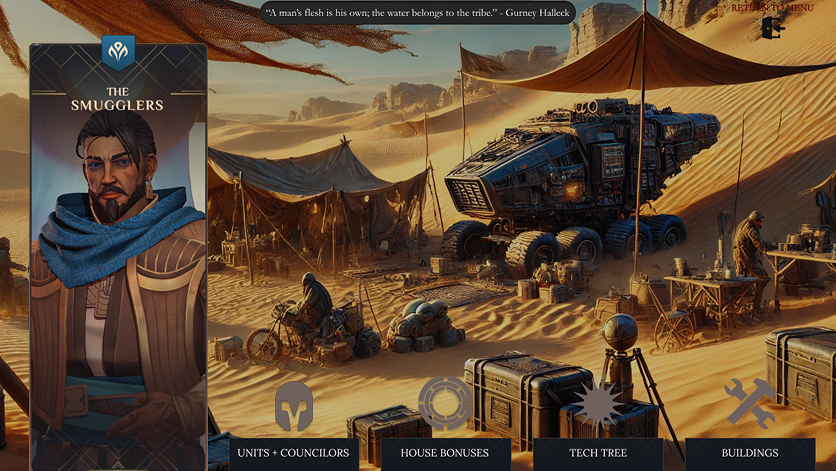 “A man’s flesh is his own; the water belongs to the tribe.” - Gurney Halleck
RETURN TO MENU
THE
SMUGGLERS
UNITS + COUNCILORS
HOUSE BONUSES
TECH TREE
BUILDINGS